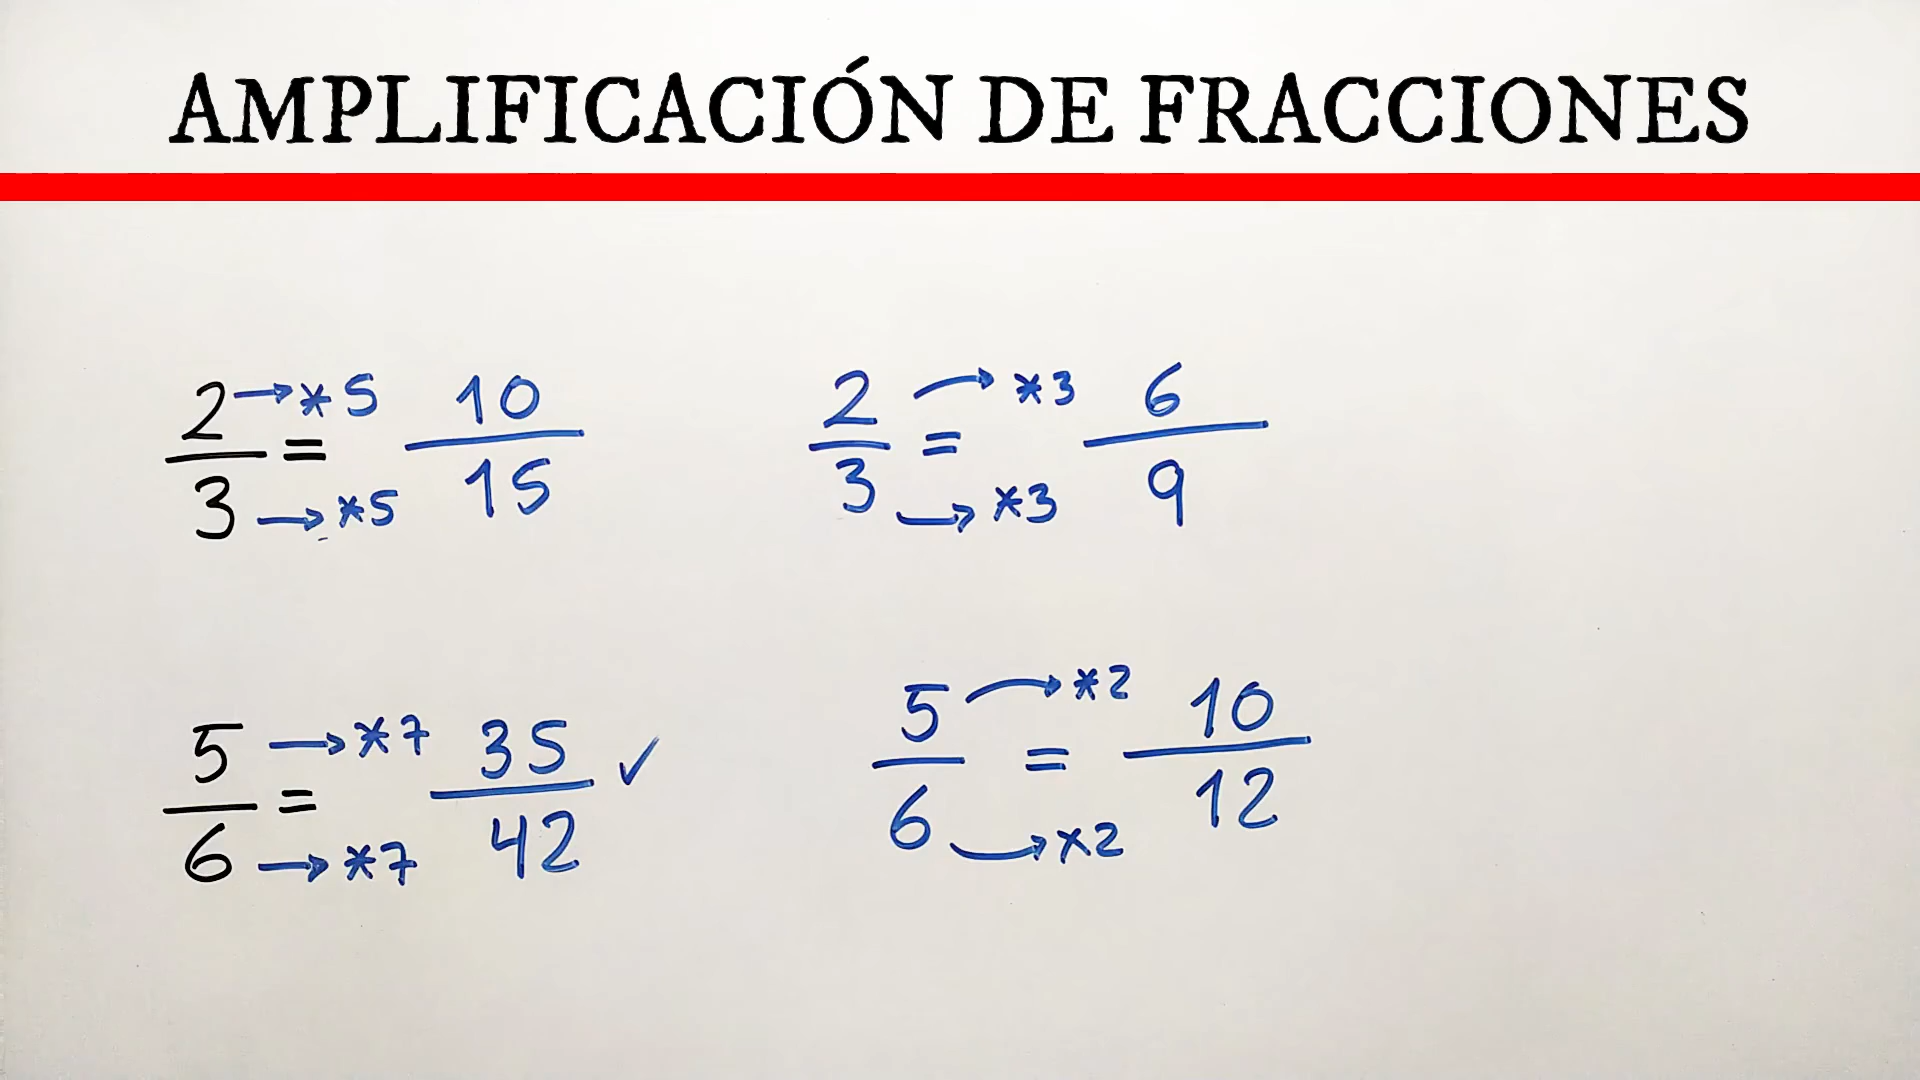 AMPLIFICACIÓN DE FRACCIONES
2 → *5 10
3 → *5 15
=
2 → *3 6
3 → *3 9
=
5 → *7 35 ✓
6 → *7 42
=
5 → *2 10
6 → *2 12
=